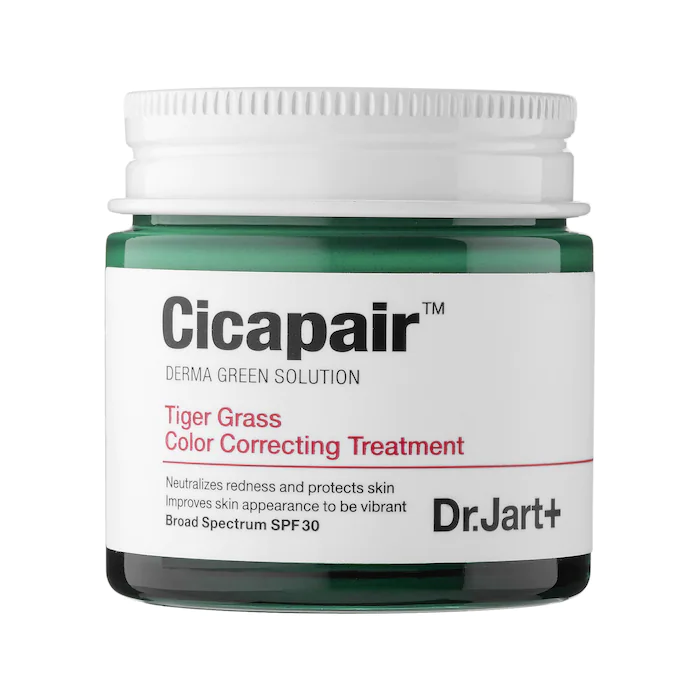 Cicapair™
DERMA GREEN SOLUTION
Tiger Grass
Color Correcting Treatment
Neutralizes redness and protects skin
Improves skin appearance to be vibrant
Broad Spectrum SPF 30
Dr.Jart+